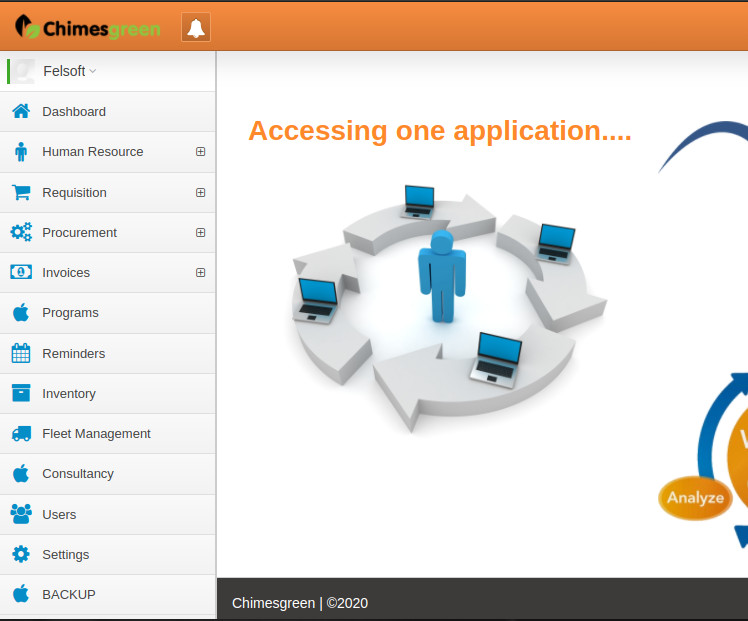 Chimesgreen
Felsoft
Dashboard
Human Resource
Requisition
Procurement
Invoices
Programs
Reminders
Inventory
Fleet Management
Consultancy
Users
Settings
BACKUP
Accessing one application....
Analyze
Chimesgreen | ©2020